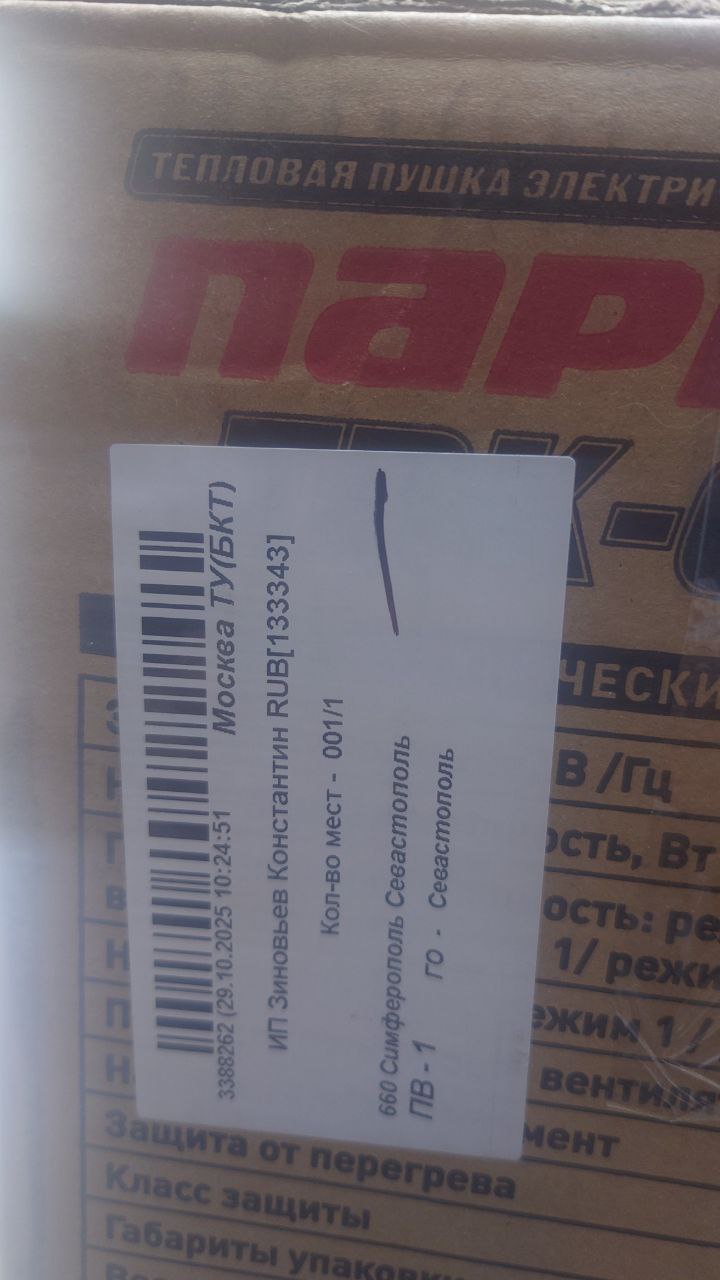 ТЕПЛОВАЯ ПУШКА ЭЛЕКТРИ
ПАР
ТВК-
Москва ТУ(БКТ)
3388262 (29.10.2025 10:24:51
ИП Зиновьев Константин RUB[133343]
Кол-во мест - 001/1
660 Симферополь Севастополь
ПВ - 1 ГО - Севастополь
ЧЕСКИ
В /Гц
ость, Вт
ость: ре
1/ режи
ежим 1 /
вентиля
мент
Защита от перегрева
Класс защиты
Габариты упаковки